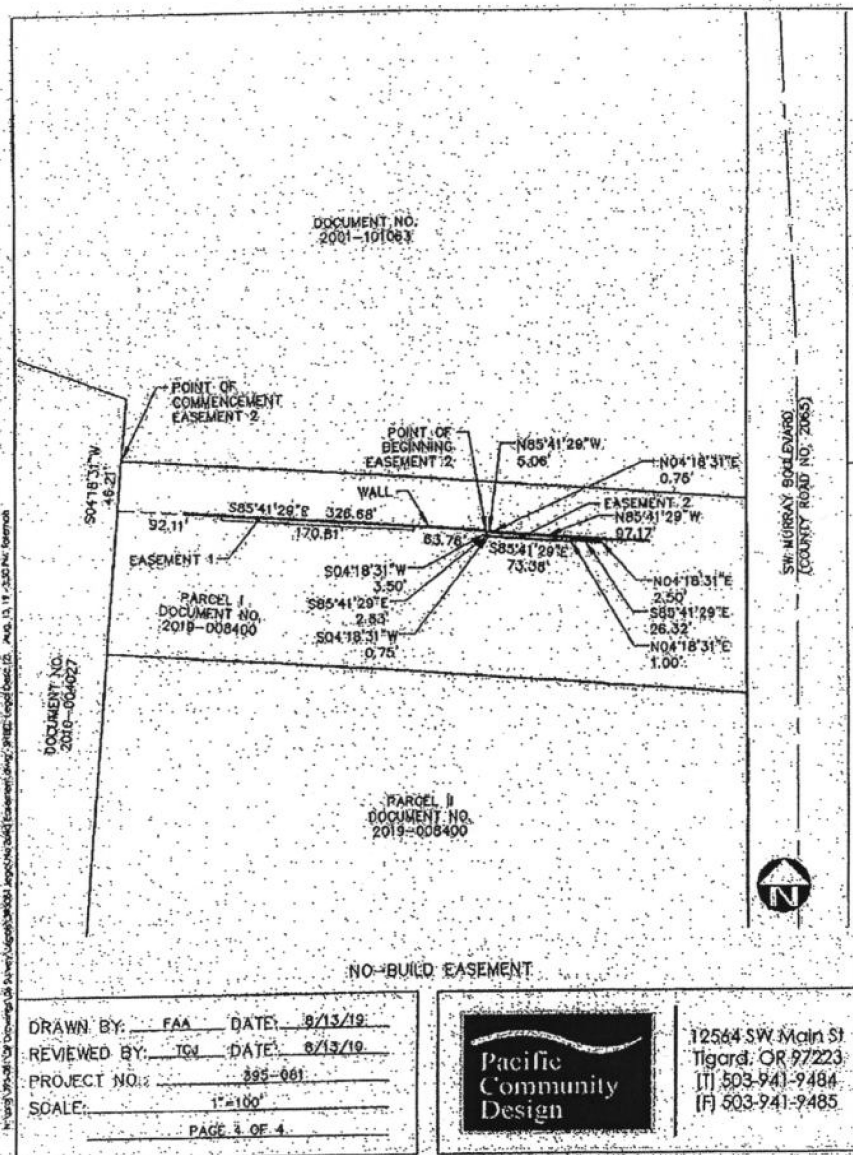 DOCUMENT NO.
2001-101063
POINT OF
COMMENCEMENT
EASEMENT 2
S04°18'31"W
46.21'
POINT OF
BEGINNING
EASEMENT 2
N85°41'29"W
5.06'
N04°18'31"E
0.75'
WALL
EASEMENT 2
N85°41'29"W
97.17'
S85°41'29"E 326.68'
92.11'
170.81'
63.76'
S85°41'29"E
73.38'
EASEMENT 1
S04°18'31"W
3.50'
S85°41'29"E
2.53'
S04°18'31"W
0.75'
N04°18'31"E
2.50'
S85°41'29"E
26.32'
N04°18'31"E
1.00'
PARCEL I
DOCUMENT NO.
2019-008400
DOCUMENT NO.
SW MURRAY BOULEVARD
(COUNTY ROAD NO. 2065)
PARCEL II
DOCUMENT NO.
2019-008400
N
NO-BUILD EASEMENT
DRAWN BY: FAA DATE: 8/13/19
REVIEWED BY: TCJ DATE: 8/13/19
PROJECT NO.: 395-061
SCALE: 1"=100'
PAGE 4 OF 4
Pacific
Community
Design
12564 SW Main St
Tigard, OR 97223
[T] 503-941-9484
[F] 503-941-9485